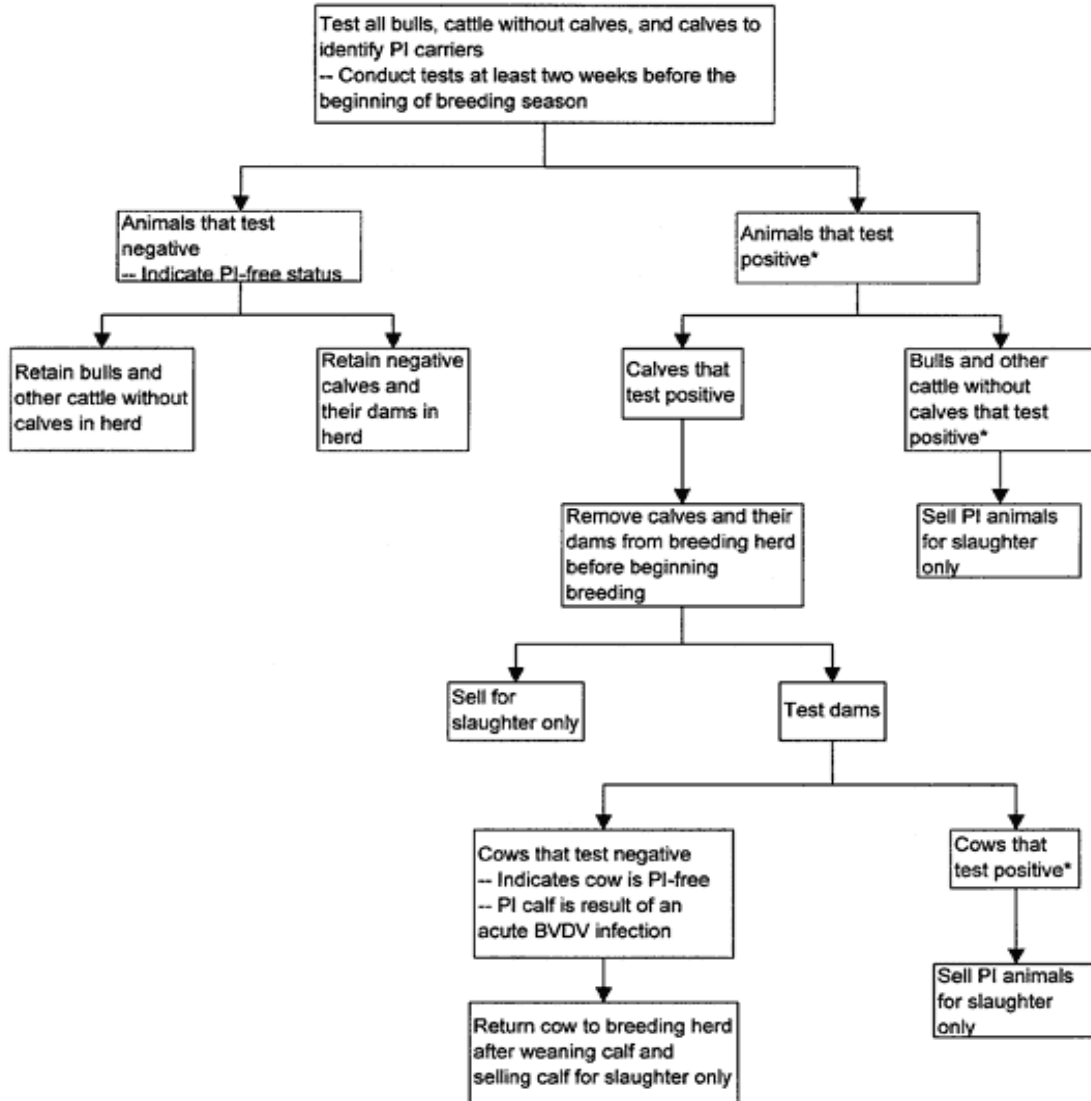 Test all bulls, cattle without calves, and calves to
identify PI carriers
-- Conduct tests at least two weeks before the
beginning of breeding season
Animals that test
negative
-- Indicate PI-free status
Animals that test
positive*
Retain bulls and
other cattle without
calves in herd
Retain negative
calves and
their dams in
herd
Calves that
test positive
Bulls and other
cattle without
calves that test
positive*
Remove calves and their
dams from breeding herd
before beginning
breeding
Sell PI animals
for slaughter
only
Sell for
slaughter only
Test dams
Cows that test negative
-- Indicates cow is PI-free
-- PI calf is result of an
acute BVDV infection
Cows that
test positive*
Return cow to breeding herd
after weaning calf and
selling calf for slaughter only
Sell PI animals
for slaughter
only